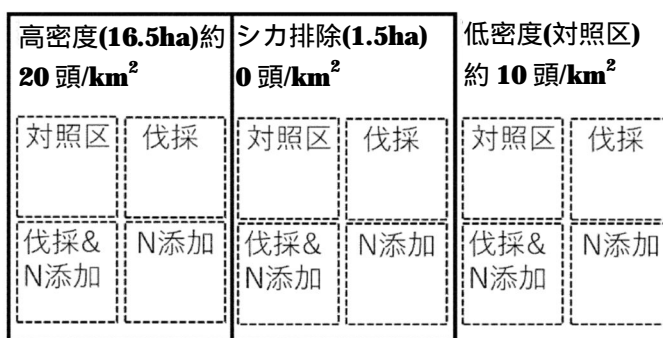 高密度(16.5ha)約
20 頭/km²
シカ排除(1.5ha)
0 頭/km²
低密度(対照区)
約 10 頭/km²
対照区
伐採
対照区
伐採
対照区
伐採
伐採&
N添加
N添加
伐採&
N添加
N添加
伐採&
N添加
N添加